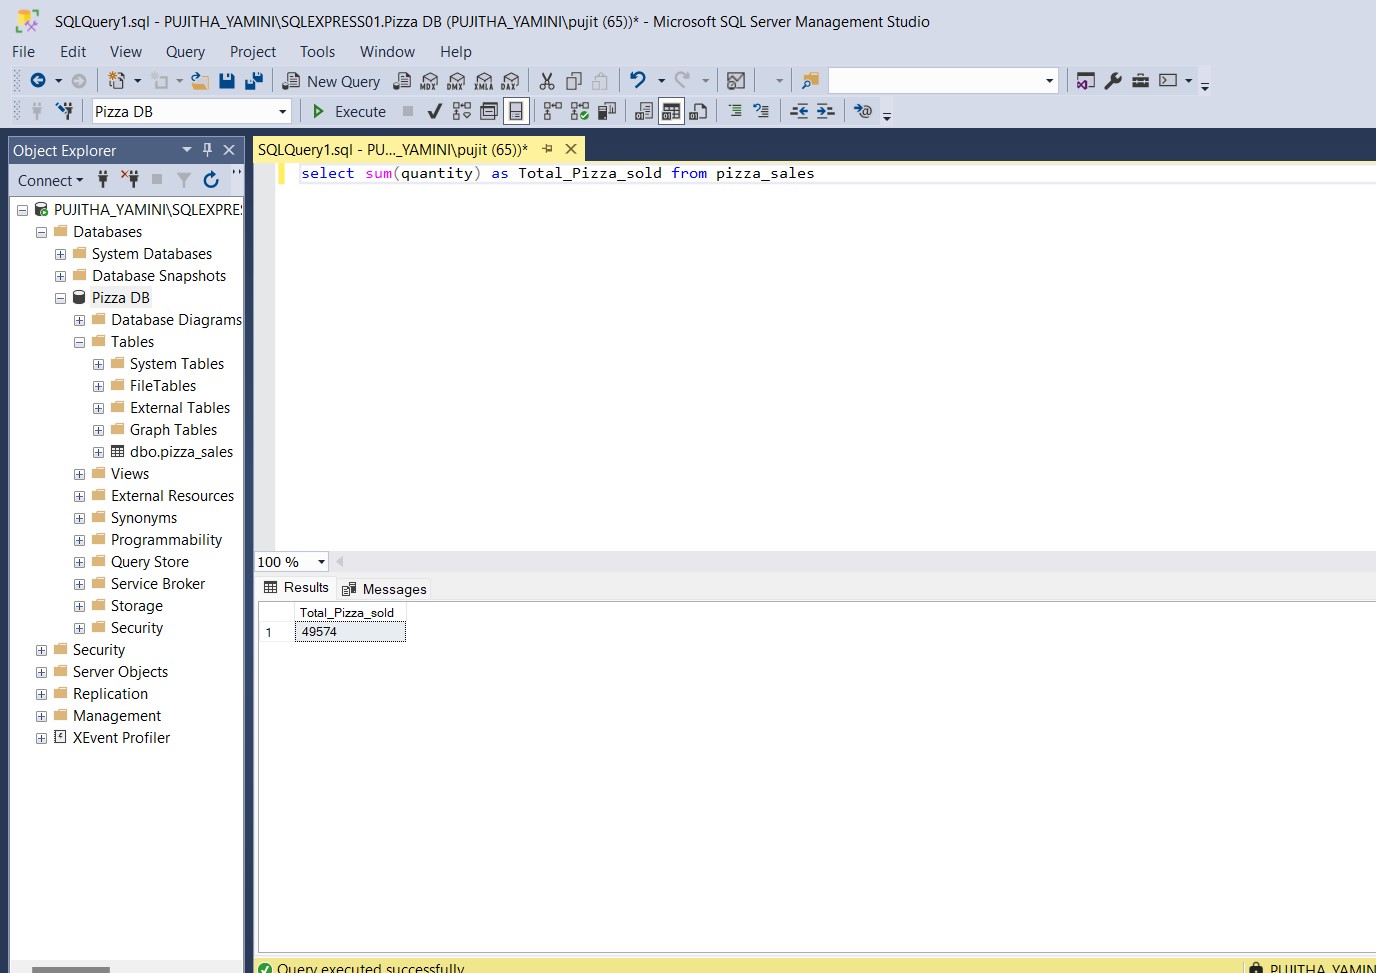 SQLQuery1.sql - PUJITHA_YAMINI\SQLEXPRESS01.Pizza DB (PUJITHA_YAMINI\pujit (65))* - Microsoft SQL Server Management Studio
File Edit View Query Project Tools Window Help
New Query MDX DMX XMLA DAX
Pizza DB Execute
Object Explorer
Connect
PUJITHA_YAMINI\SQLEXPRE
Databases
System Databases
Database Snapshots
Pizza DB
Database Diagrams
Tables
System Tables
FileTables
External Tables
Graph Tables
dbo.pizza_sales
Views
External Resources
Synonyms
Programmability
Query Store
Service Broker
Storage
Security
Security
Server Objects
Replication
Management
XEvent Profiler
SQLQuery1.sql - PU..._YAMINI\pujit (65))*
select sum(quantity) as Total_Pizza_sold from pizza_sales
100 %
Results Messages
Total_Pizza_sold
1 49574
Query executed successfully
PUJITHA_YAMIN